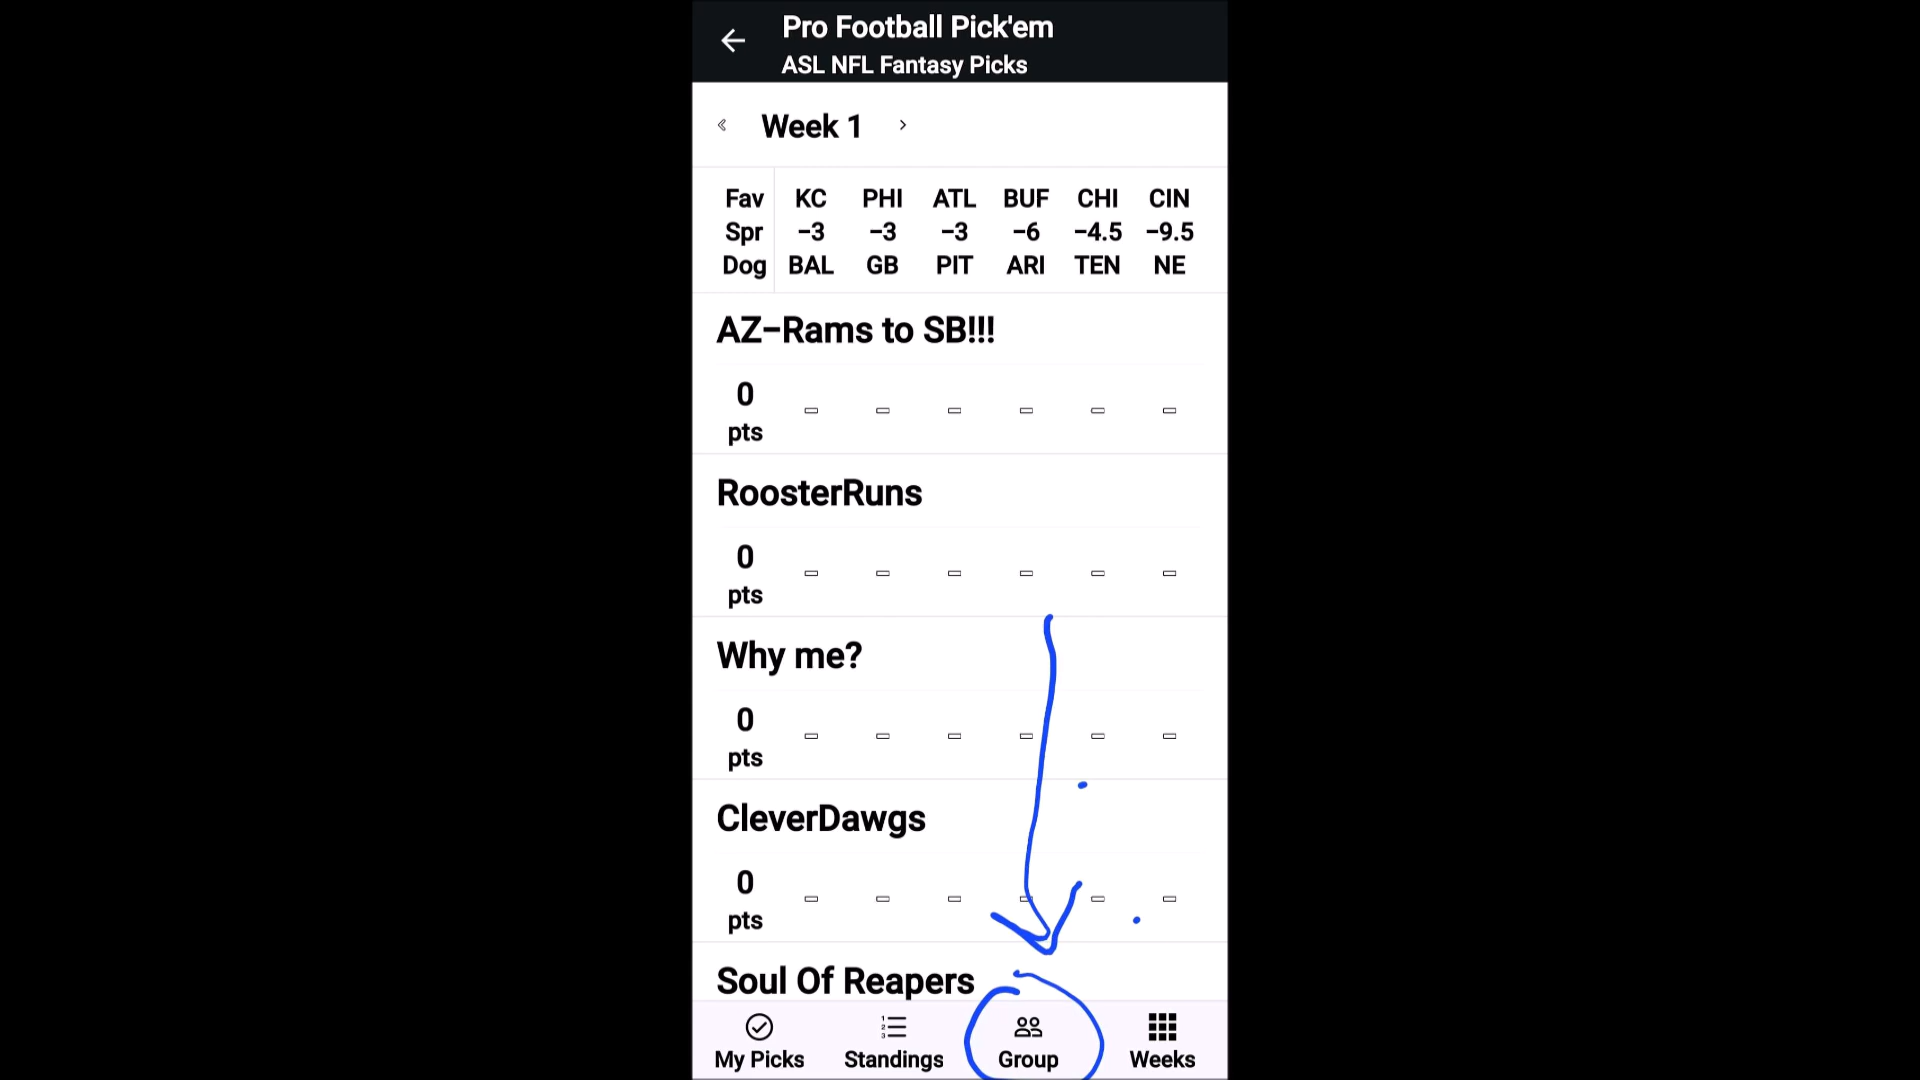 Pro Football Pick'em
ASL NFL Fantasy Picks
Week 1
Fav KC PHI ATL BUF CHI CIN
Spr −3 −3 −3 −6 −4.5 −9.5
Dog BAL GB PIT ARI TEN NE
AZ−Rams to SB!!!
0
pts
RoosterRuns
0
pts
Why me?
0
pts
CleverDawgs
0
pts
Soul Of Reapers
My Picks Standings Group Weeks